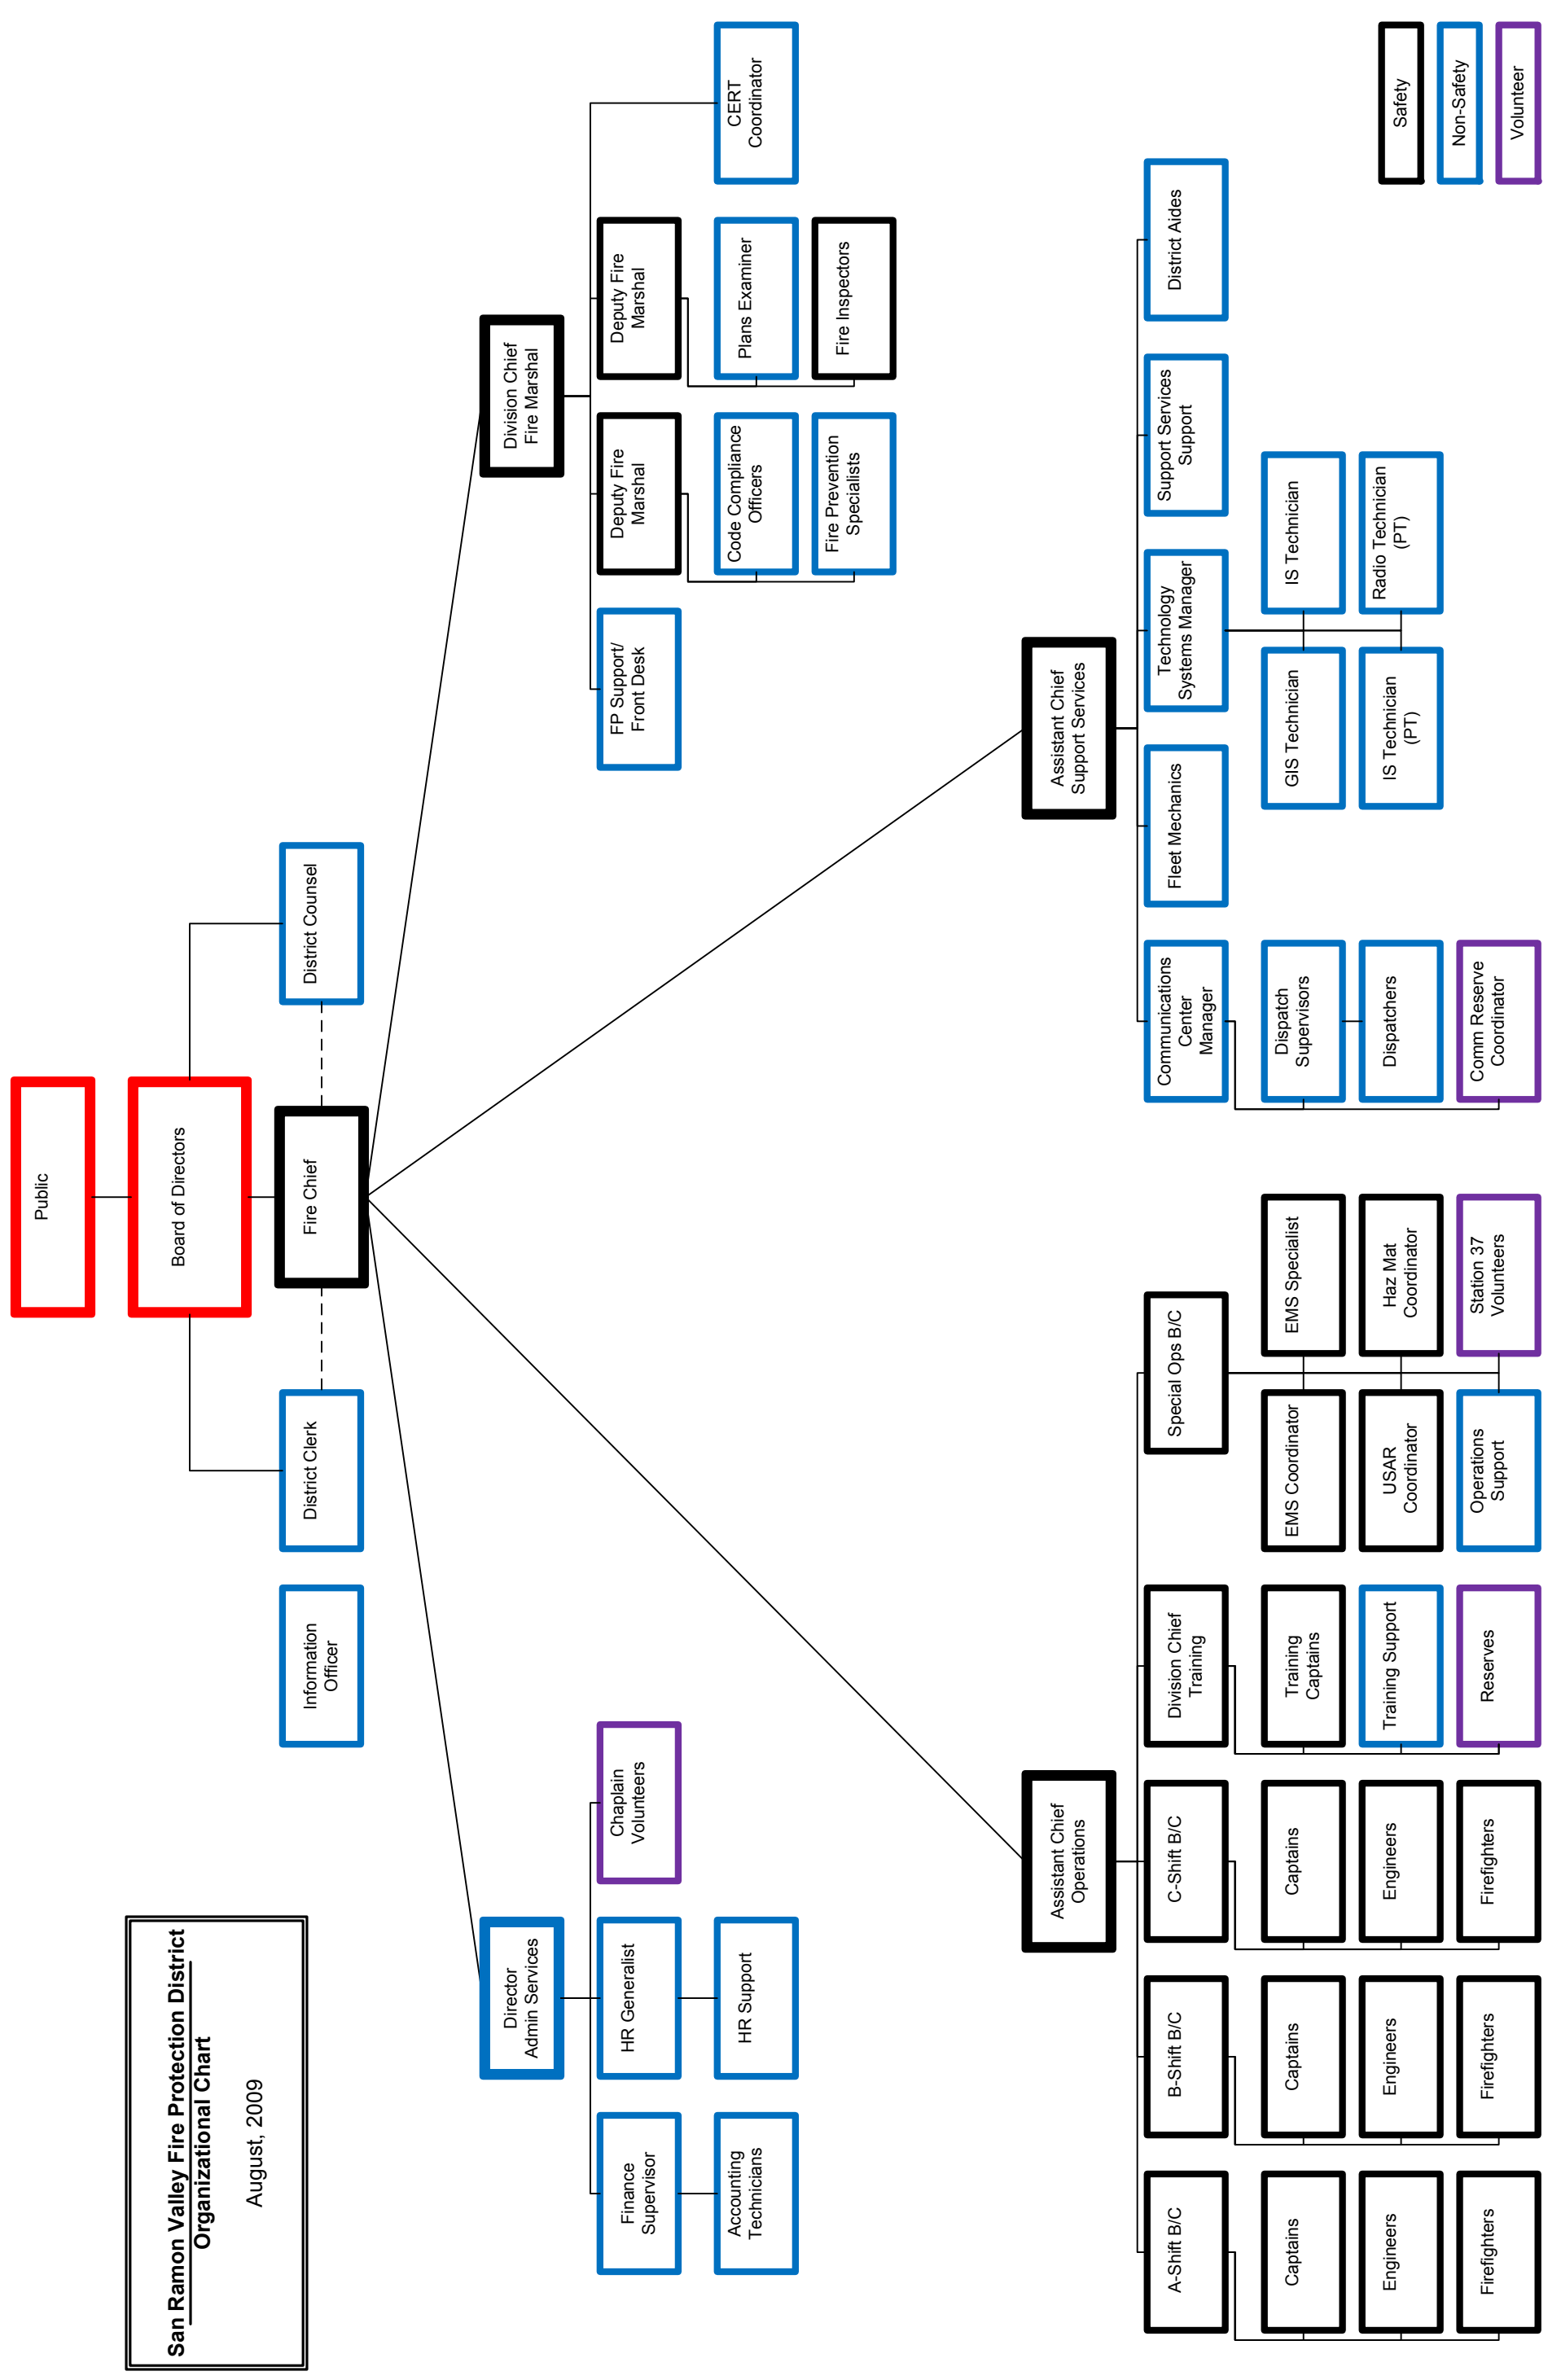 San Ramon Valley Fire Protection District
Organizational Chart
August, 2009
Public
Board of Directors
Fire Chief
Information
Officer
District Clerk
District Counsel
Director
Admin Services
Finance
Supervisor
HR Generalist
Chaplain
Volunteers
Accounting
Technicians
HR Support
Division Chief
Fire Marshal
FP Support/
Front Desk
Deputy Fire
Marshal
Deputy Fire
Marshal
Code Compliance
Officers
Plans Examiner
CERT
Coordinator
Fire Prevention
Specialists
Fire Inspectors
Assistant Chief
Operations
A-Shift B/C
B-Shift B/C
C-Shift B/C
Division Chief
Training
Special Ops B/C
Captains
Captains
Captains
Training
Captains
EMS Coordinator
EMS Specialist
Engineers
Engineers
Engineers
Training Support
USAR
Coordinator
Haz Mat
Coordinator
Firefighters
Firefighters
Firefighters
Reserves
Operations
Support
Station 37
Volunteers
Assistant Chief
Support Services
Communications
Center
Manager
Fleet Mechanics
Technology
Systems Manager
Support Services
Support
District Aides
Dispatch
Supervisors
GIS Technician
IS Technician
Dispatchers
IS Technician
(PT)
Radio Technician
(PT)
Comm Reserve
Coordinator
Safety
Non-Safety
Volunteer